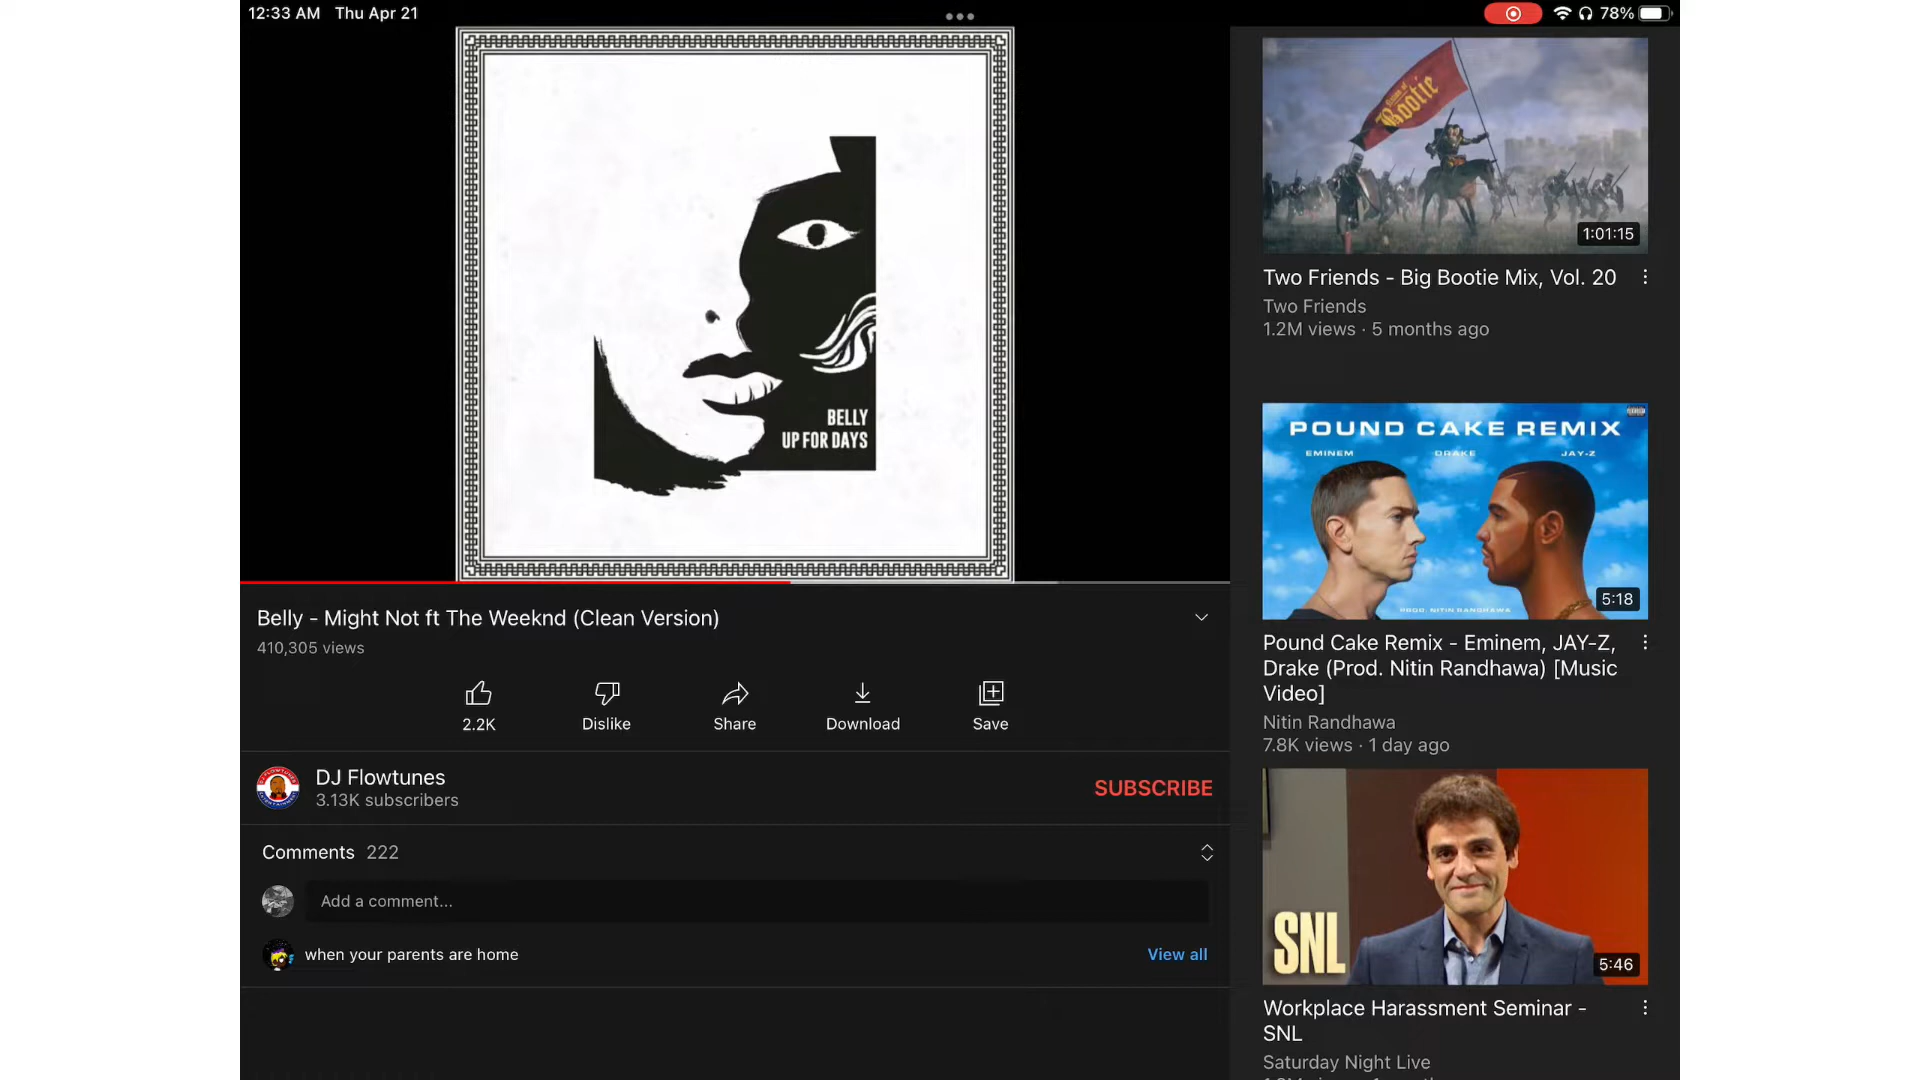 12:33 AM Thu Apr 21
78%
BELLY
UP FOR DAYS
Belly - Might Not ft The Weeknd (Clean Version)
410,305 views
2.2K
Dislike
Share
Download
Save
DJ Flowtunes
3.13K subscribers
SUBSCRIBE
Comments 222
Add a comment...
when your parents are home
View all
Bootie
1:01:15
Two Friends - Big Bootie Mix, Vol. 20
Two Friends
1.2M views · 5 months ago
POUND CAKE REMIX
EMINEM DRAKE JAY-Z
PROD. NITIN RANDHAWA
5:18
Pound Cake Remix - Eminem, JAY-Z,
Drake (Prod. Nitin Randhawa) [Music
Video]
Nitin Randhawa
7.8K views · 1 day ago
SNL
5:46
Workplace Harassment Seminar -
SNL
Saturday Night Live